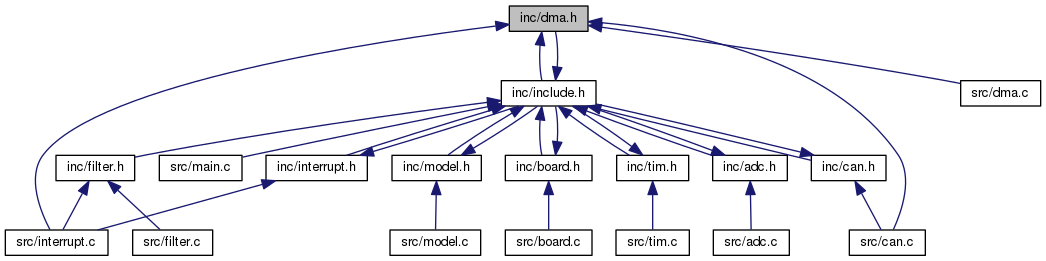 inc/dma.h
inc/include.h
src/dma.c
inc/filter.h
src/main.c
inc/interrupt.h
inc/model.h
inc/board.h
inc/tim.h
inc/adc.h
inc/can.h
src/interrupt.c
src/filter.c
src/model.c
src/board.c
src/tim.c
src/adc.c
src/can.c